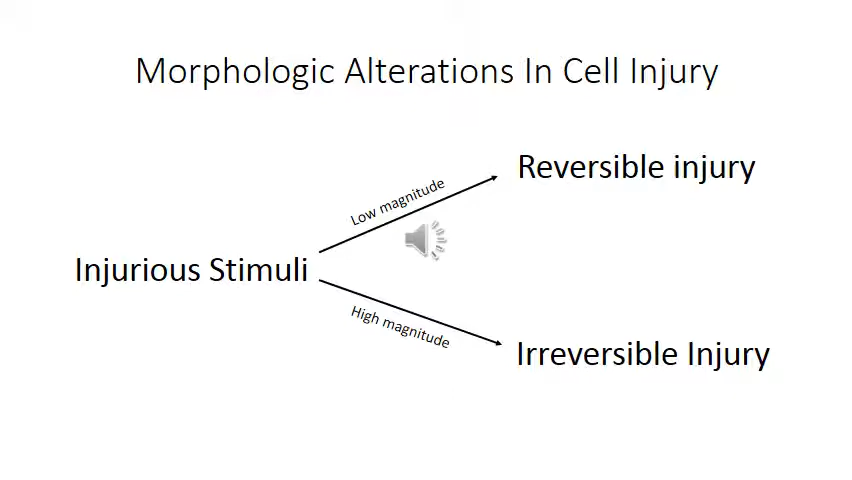 Morphologic Alterations In Cell Injury
Reversible injury
Low magnitude
Injurious Stimuli
High magnitude
Irreversible Injury